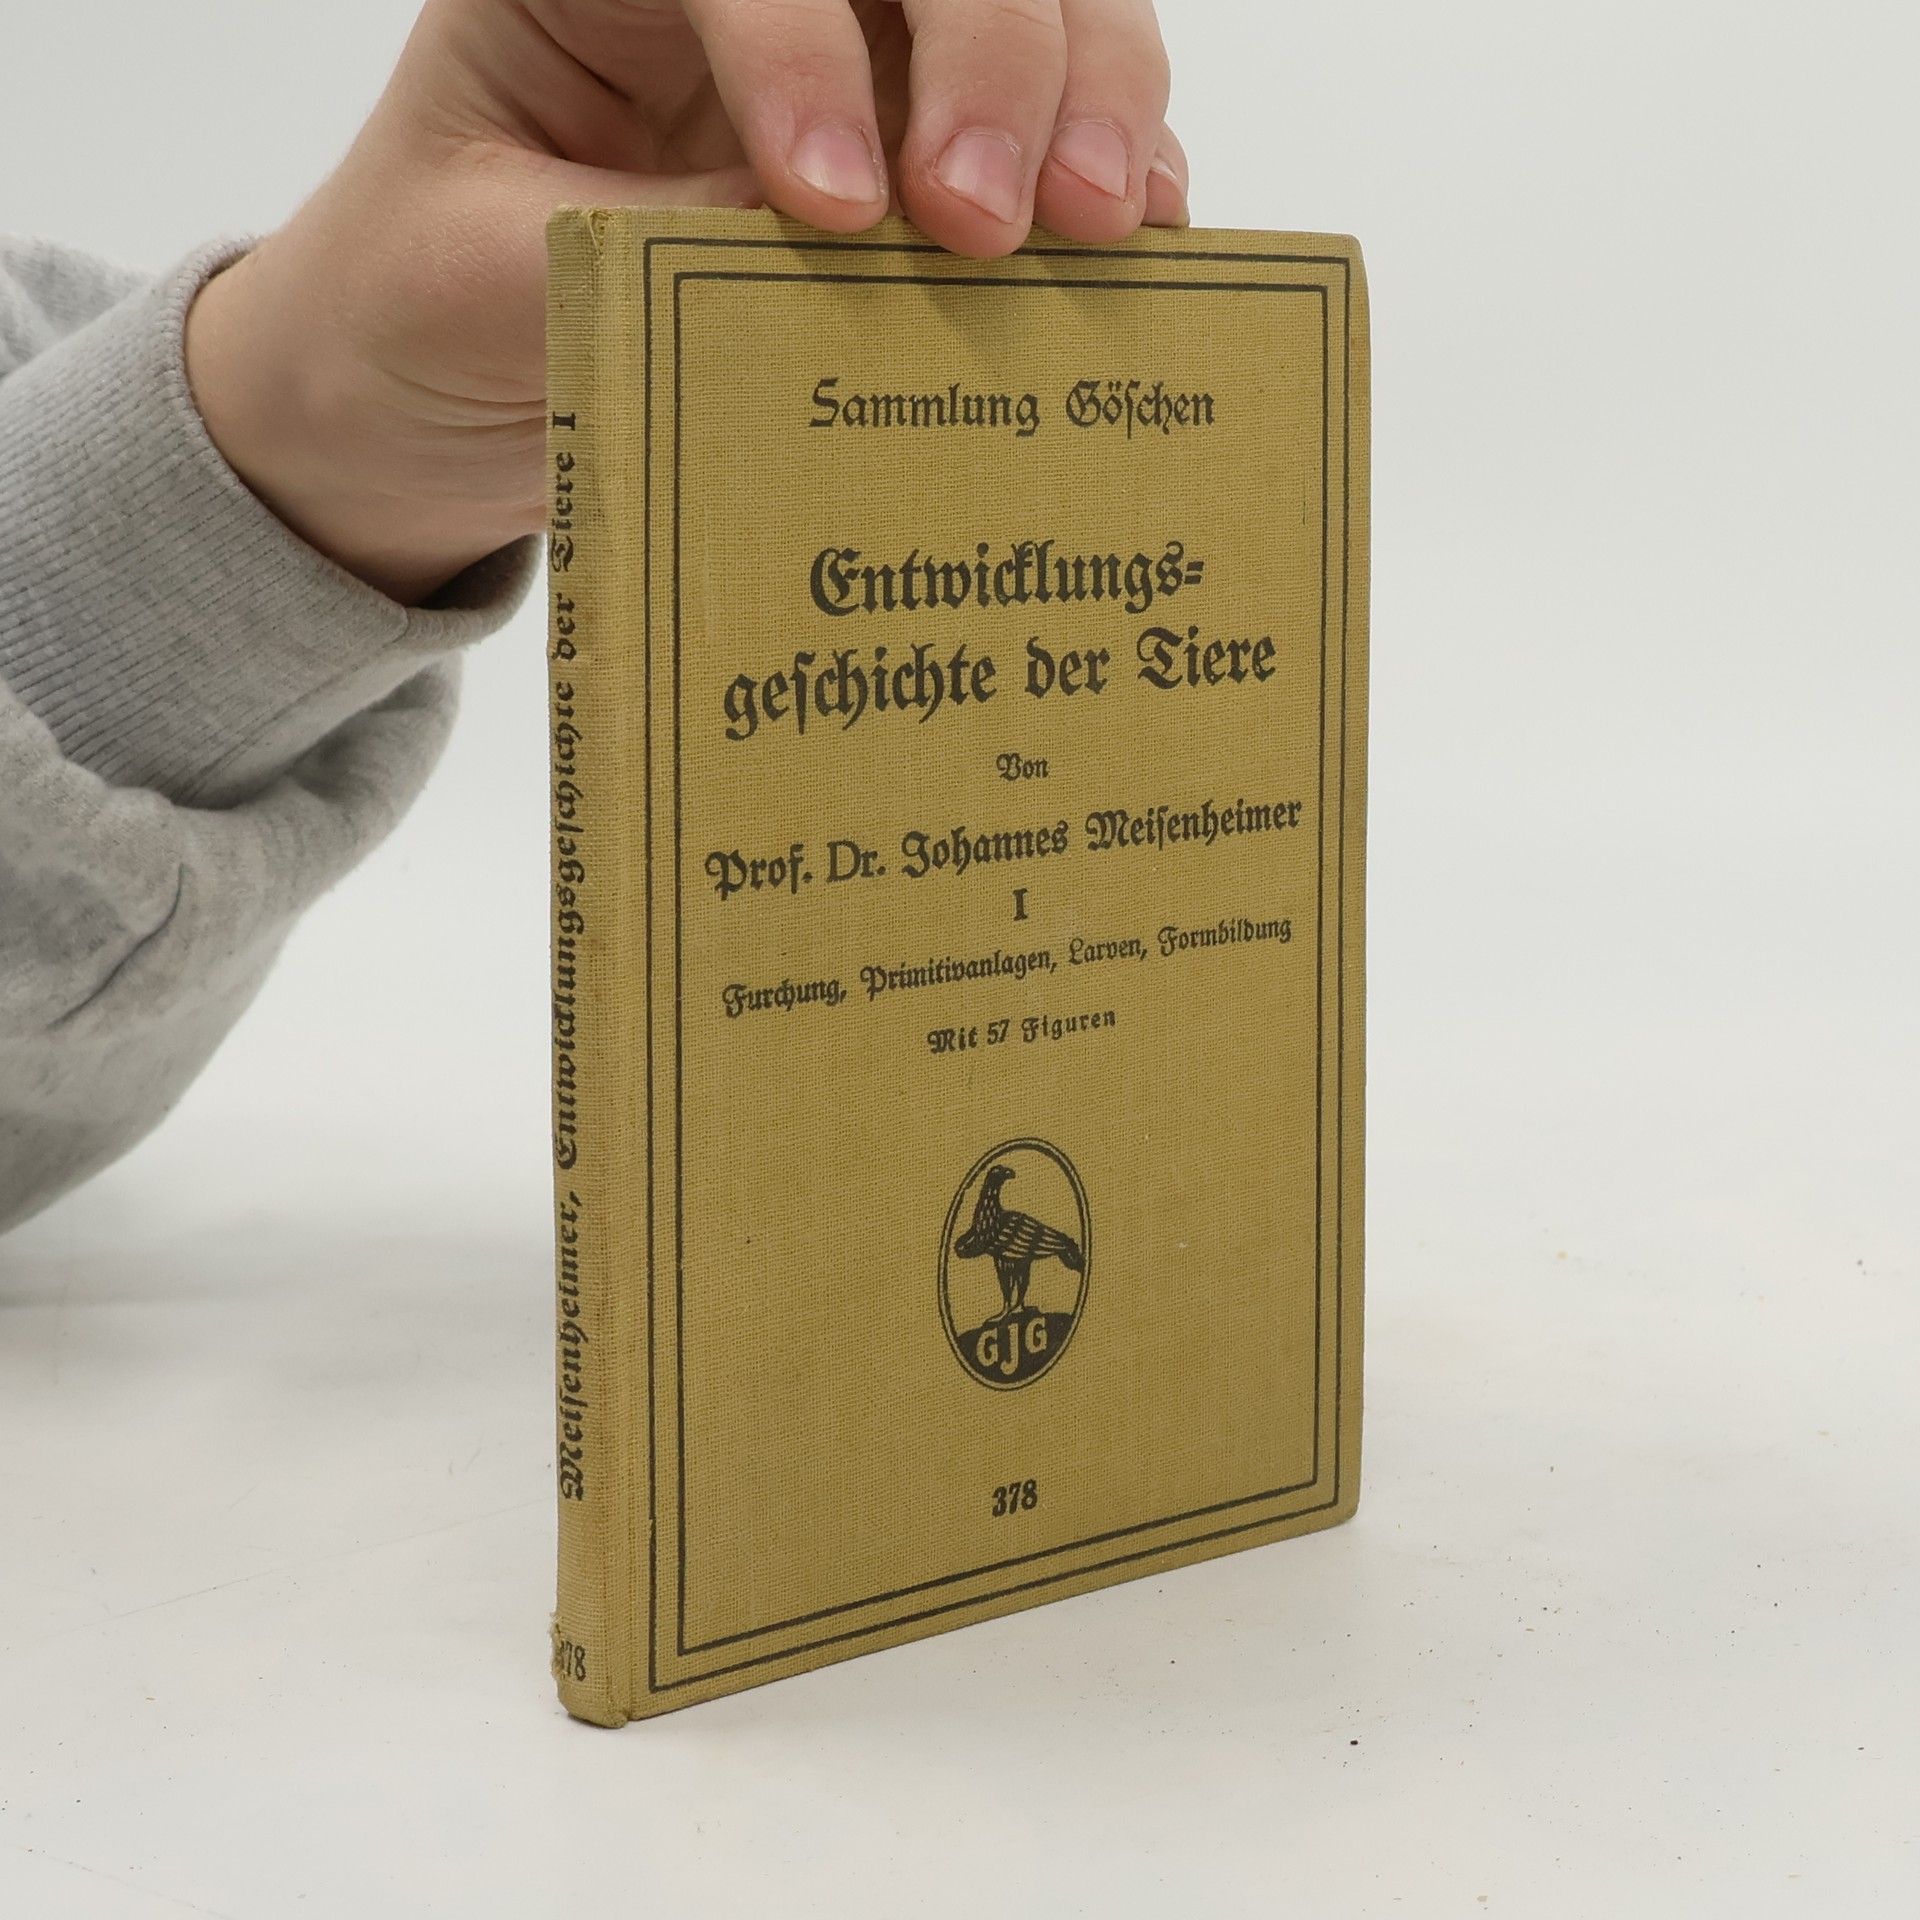 Sammlung Göschen
Entwicklungs=
geschichte der Tiere
Von
Prof. Dr. Johannes Meisenheimer
I
Furchung, Primitivanlagen, Larven, Formbildung
Mit 57 Figuren
GJG
378
Meisenheimer, Entwicklungsgeschichte der Tiere I
378